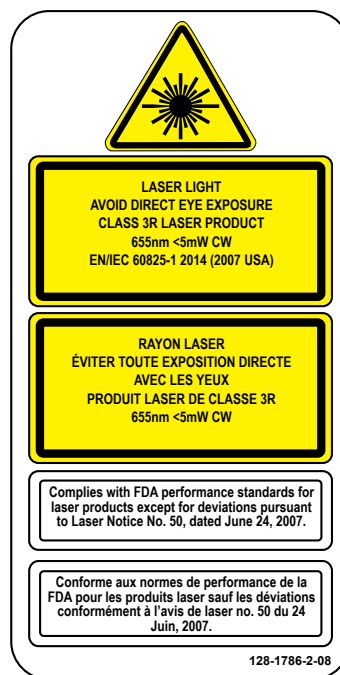 LASER LIGHT
AVOID DIRECT EYE EXPOSURE
CLASS 3R LASER PRODUCT
655nm <5mW CW
EN/IEC 60825-1 2014 (2007 USA)
RAYON LASER
ÉVITER TOUTE EXPOSITION DIRECTE
AVEC LES YEUX
PRODUIT LASER DE CLASSE 3R
655nm <5mW CW
Complies with FDA performance standards for
laser products except for deviations pursuant
to Laser Notice No. 50, dated June 24, 2007.
Conforme aux normes de performance de la
FDA pour les produits laser sauf les déviations
conformément à l'avis de laser no. 50 du 24
Juin, 2007.
128-1786-2-08